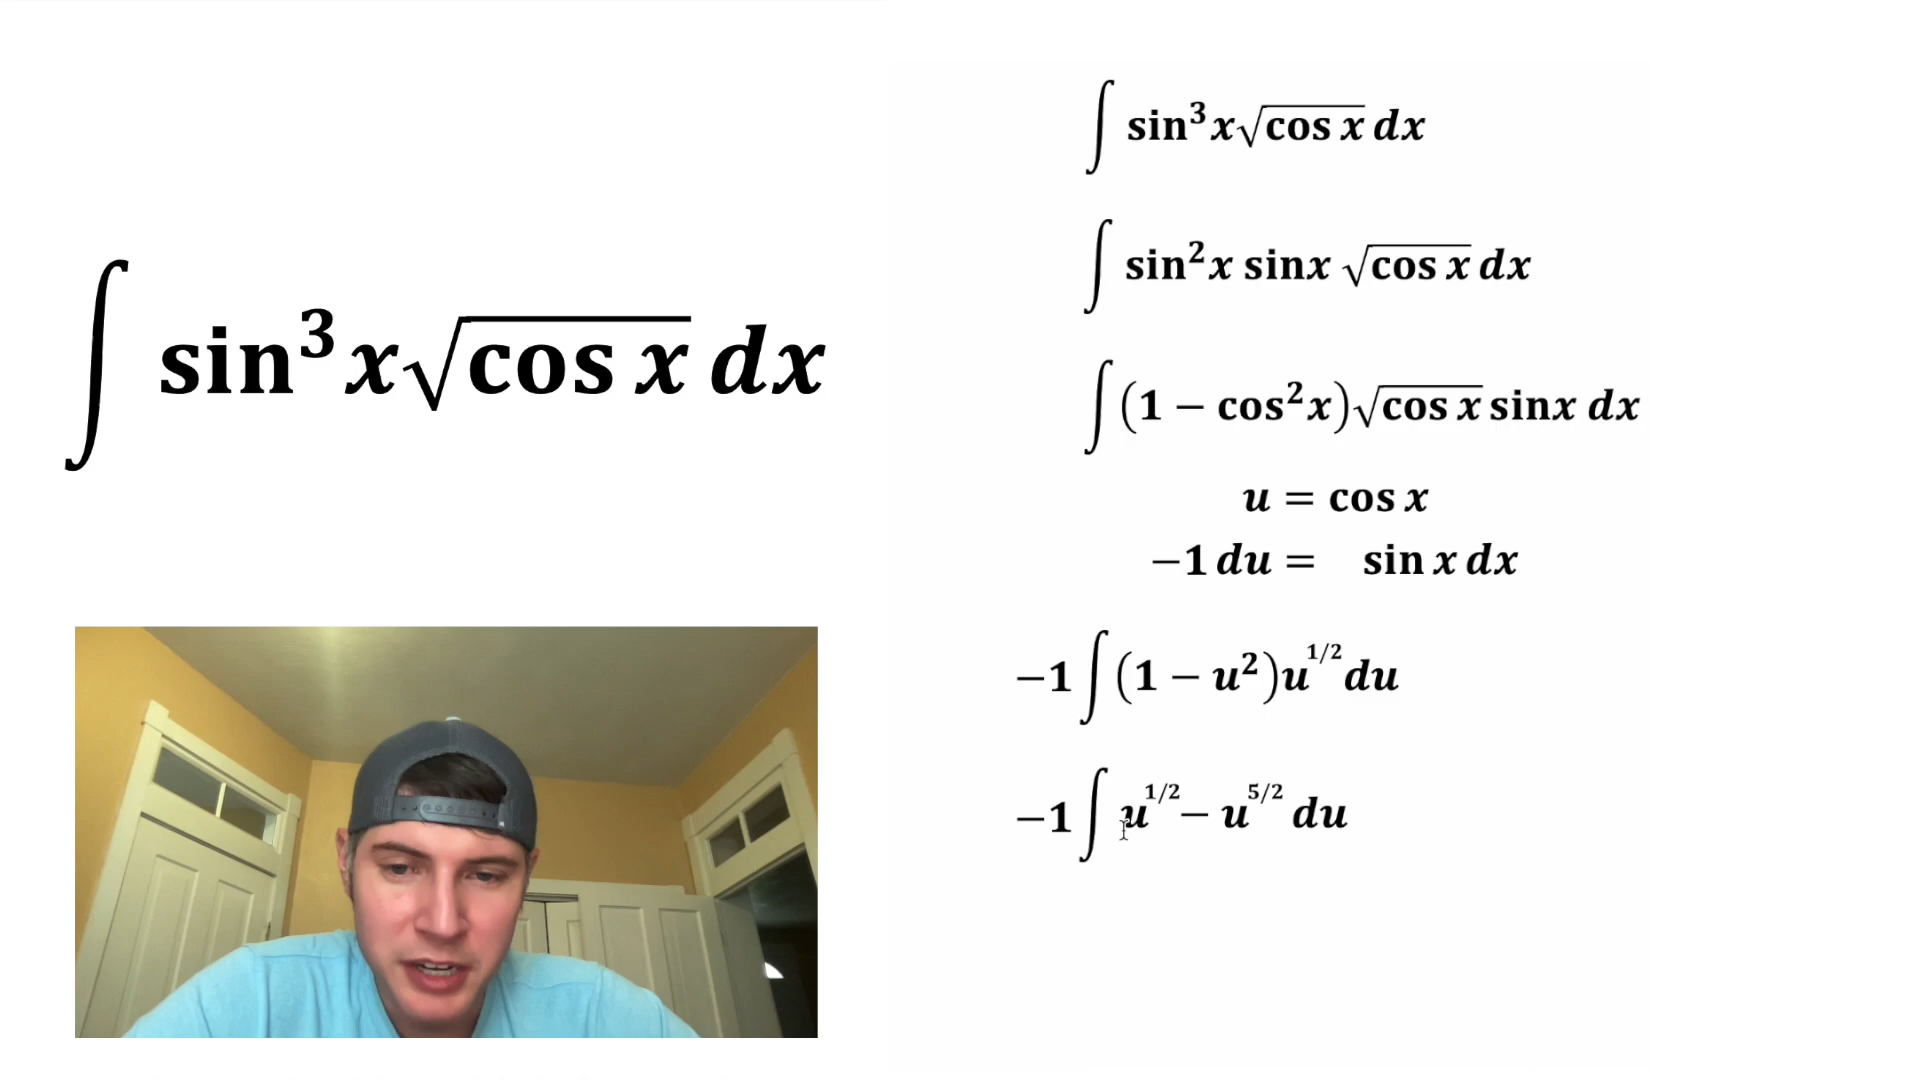 ∫ sin³x√cos x dx
∫ sin³x√cos x dx
∫ sin²x sinx √cos x dx
∫(1 − cos²x)√cos x sinx dx
u = cos x
−1 du = sin x dx
−1∫(1 − u²)u^1/2 du
−1∫ u^1/2 − u^5/2 du